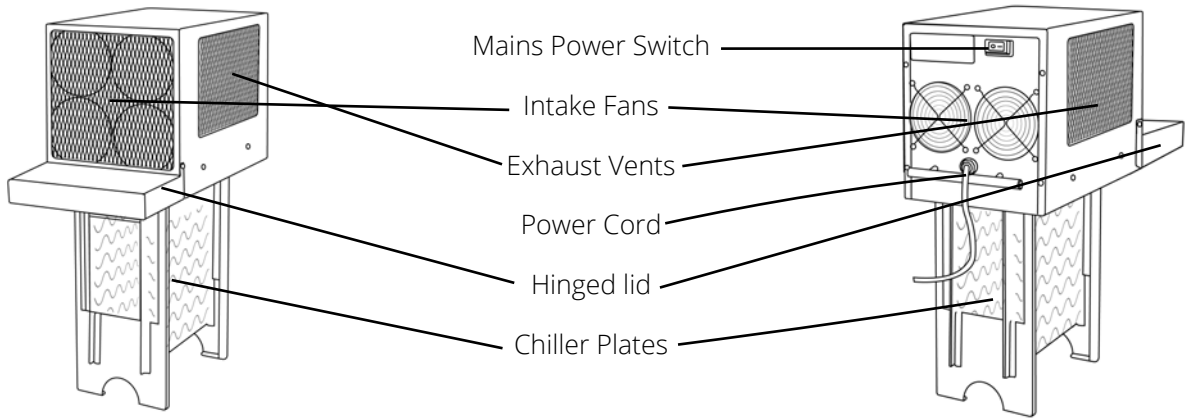 Mains Power Switch
Intake Fans
Exhaust Vents
Power Cord
Hinged lid
Chiller Plates